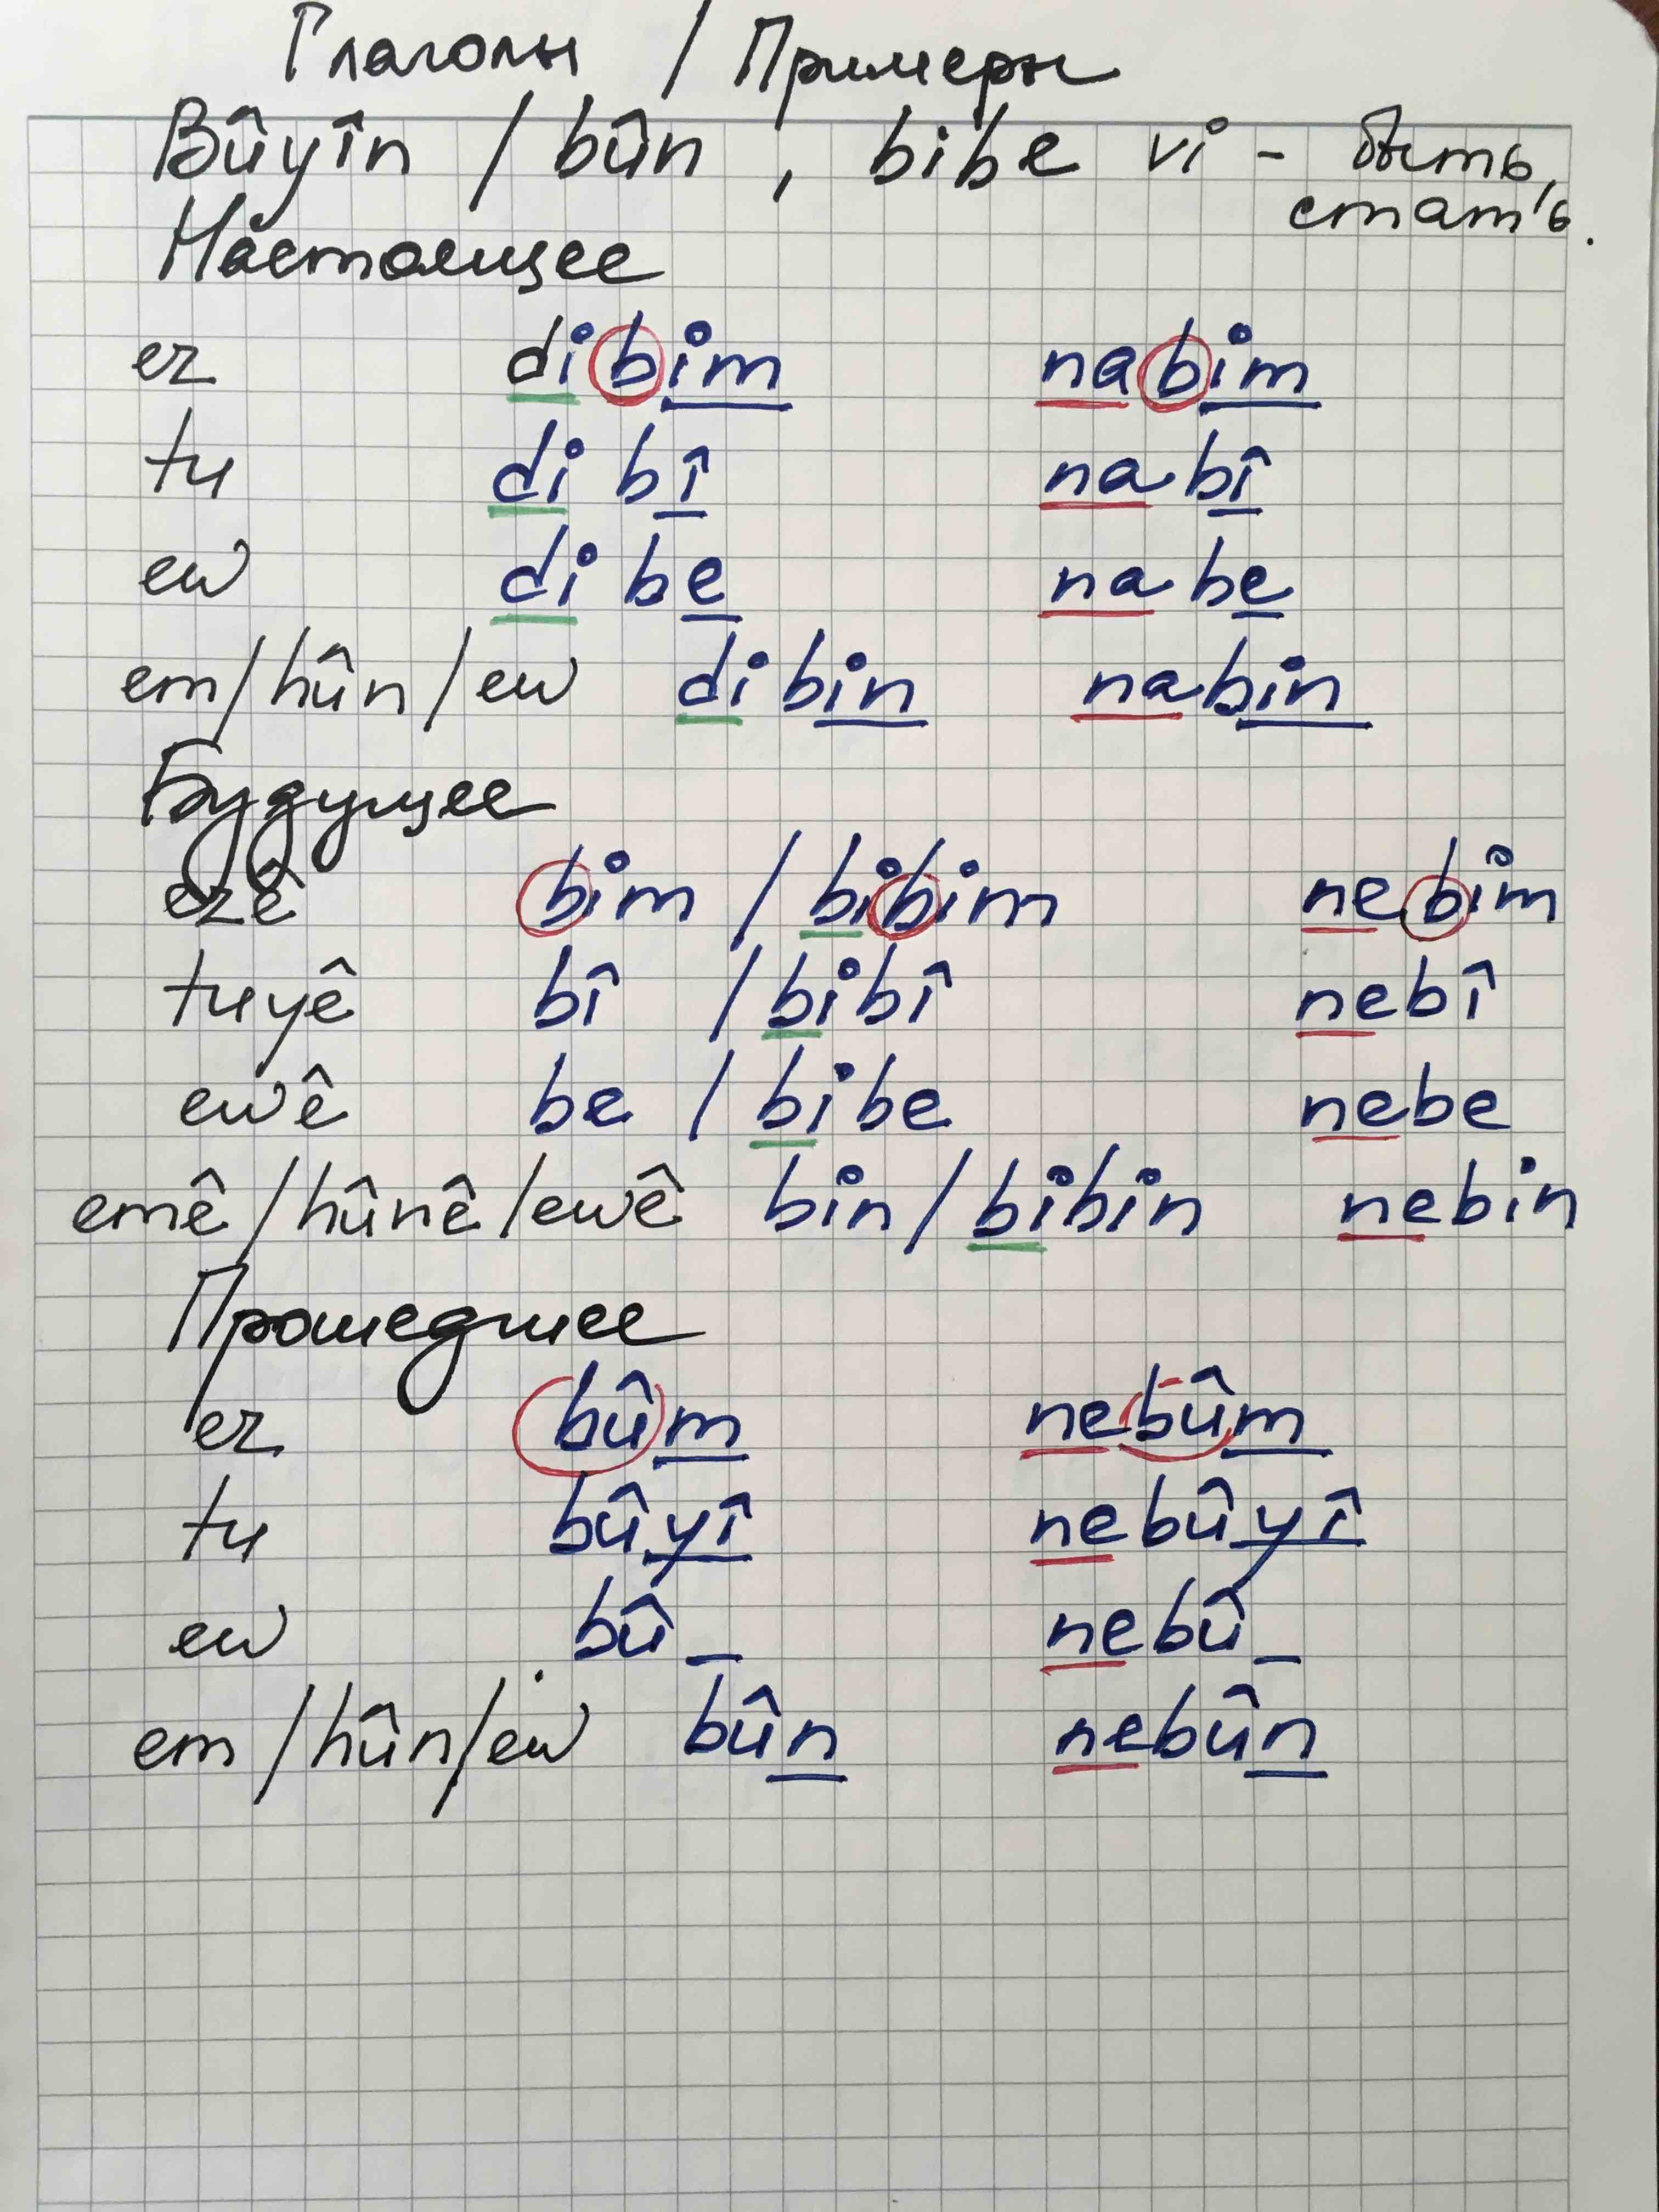 Глаголы / Примеры
Bûyîn / bûn , bibe vi - быть,
стать.
Настоящее
ez dibim nabim
tu dibî nabî
ew dibe nabe
em/hûn/ew dibin nabin
Будущее
ezê bim / bibim nebim
tuyê bî / bibî nebî
ewê be / bibe nebe
emê/hûnê/ewê bin/bibin nebin
Прошедшее
ez bûm nebûm
tu bûyî nebûyî
ew bû_ nebû_
em/hûn/ew bûn nebûn